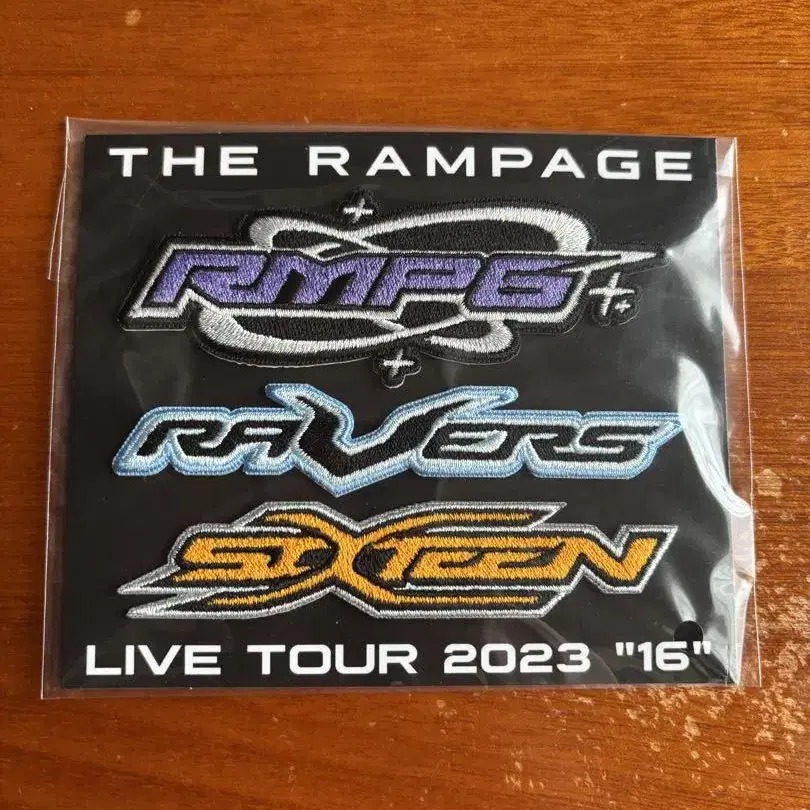 THE RAMPAGE
RMPG
RAVERS
SIXTEEN
LIVE TOUR 2023 "16"